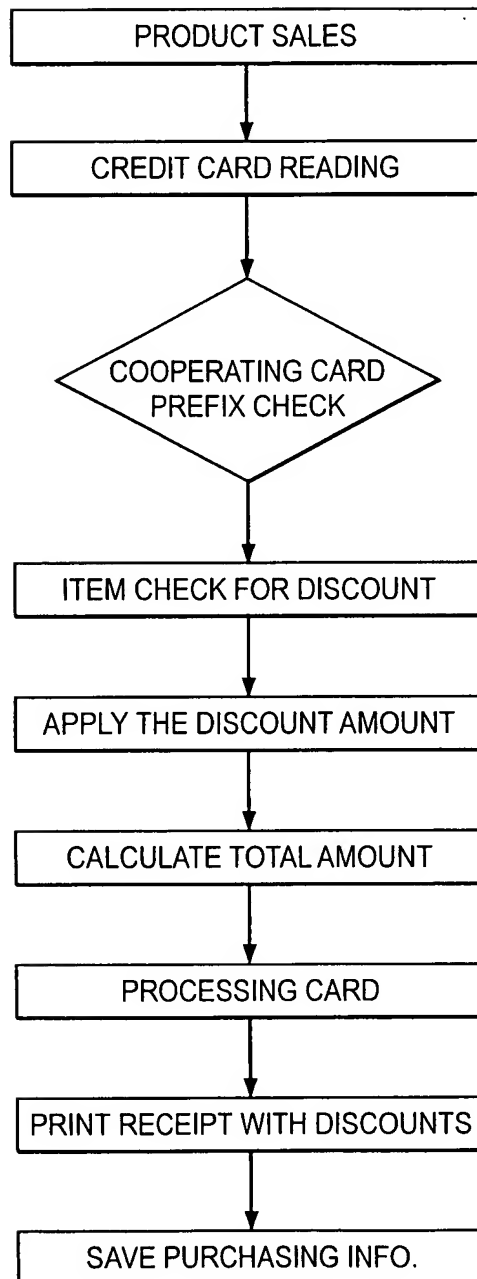 PRODUCT SALES
CREDIT CARD READING
COOPERATING CARD
PREFIX CHECK
ITEM CHECK FOR DISCOUNT
APPLY THE DISCOUNT AMOUNT
CALCULATE TOTAL AMOUNT
PROCESSING CARD
PRINT RECEIPT WITH DISCOUNTS
SAVE PURCHASING INFO.